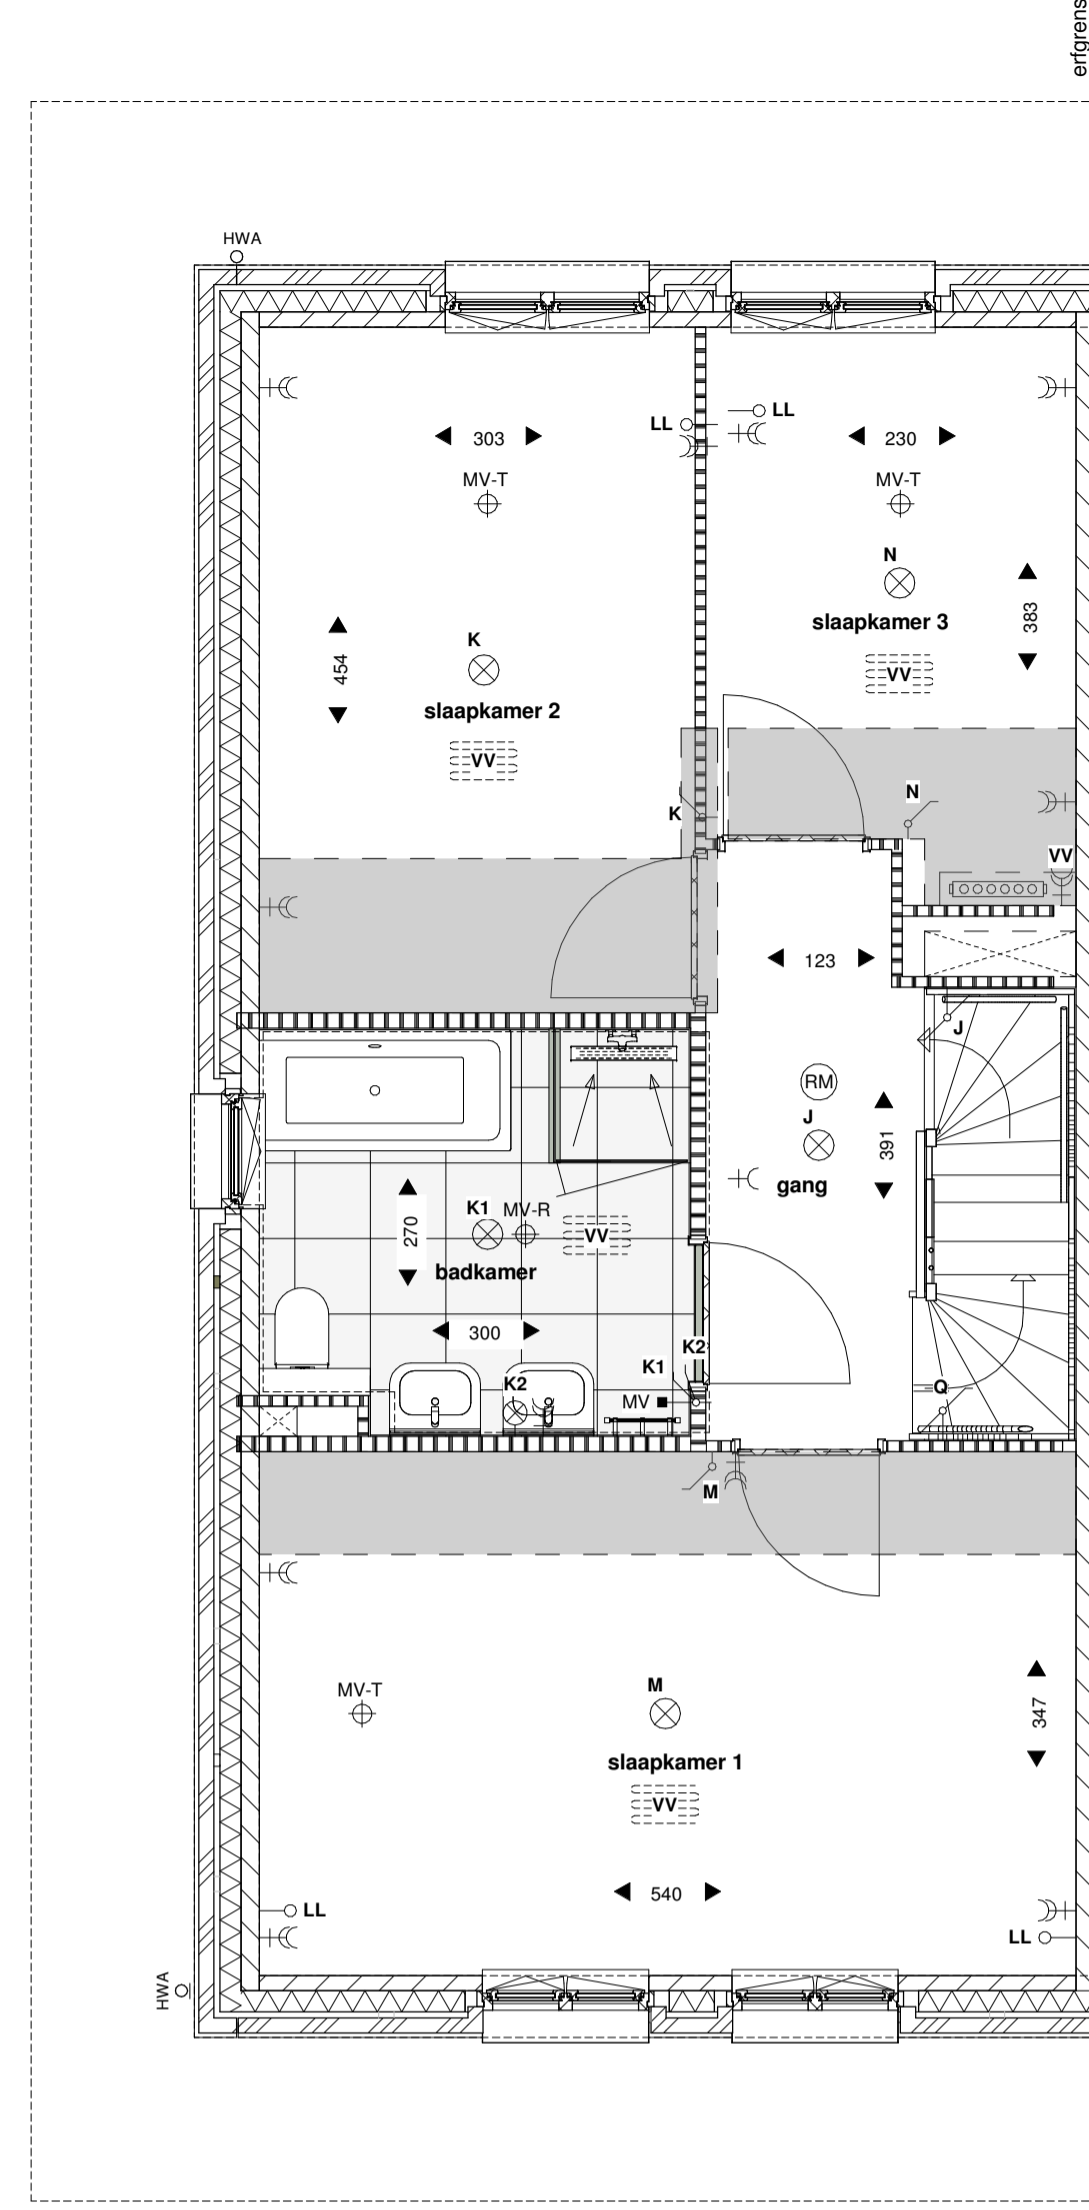 erfgrens
HWA
LL
LL
303
230
MV-T
MV-T
N
slaapkamer 3
383
K
454
slaapkamer 2
VV
VV
K
N
VV
123
J
RM
J
391
gang
K1
MV-R
270
VV
badkamer
300
K2
K1
K2
MV
Q
M
MV-T
M
347
slaapkamer 1
VV
540
LL
LL
HWA